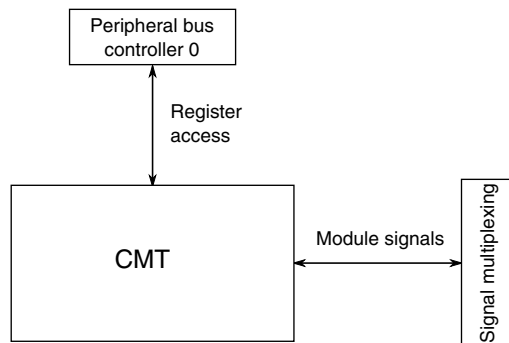 Peripheral bus
controller 0
Register
access
CMT
Module signals
Signal multiplexing